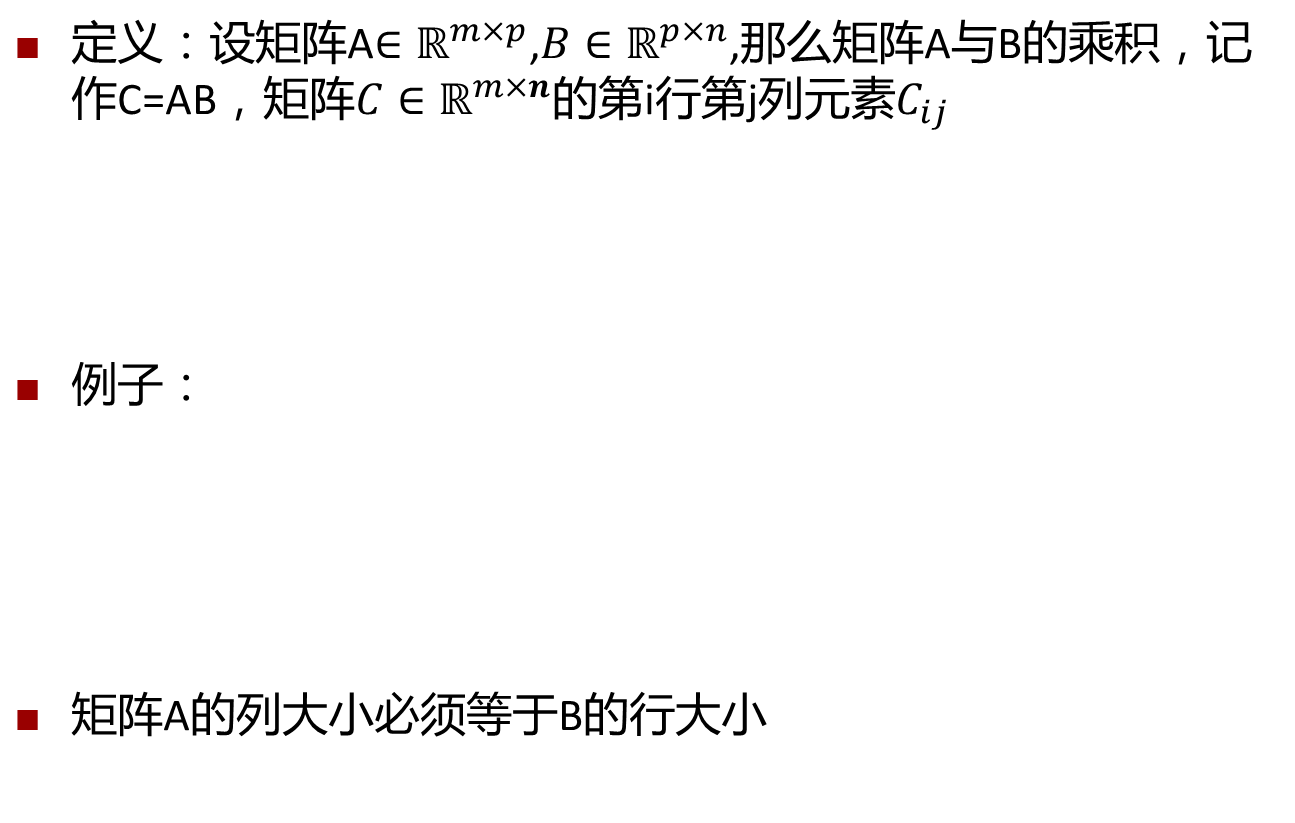 定义：设矩阵A∈ ℝ^{m×p},B ∈ ℝ^{p×n},那么矩阵A与B的乘积，记
作C=AB，矩阵C ∈ ℝ^{m×n}的第i行第j列元素C_{ij}
例子：
矩阵A的列大小必须等于B的行大小